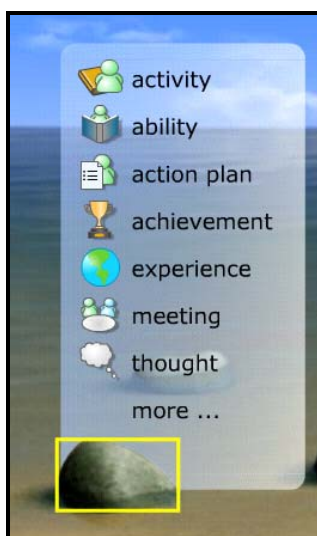 activity
ability
action plan
achievement
experience
meeting
thought
more ...